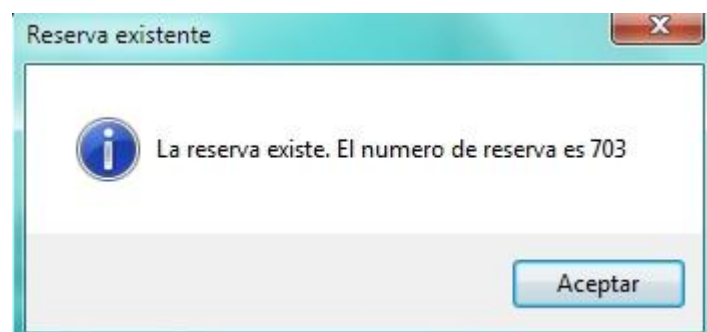 Reserva existente
La reserva existe. El numero de reserva es 703
Aceptar